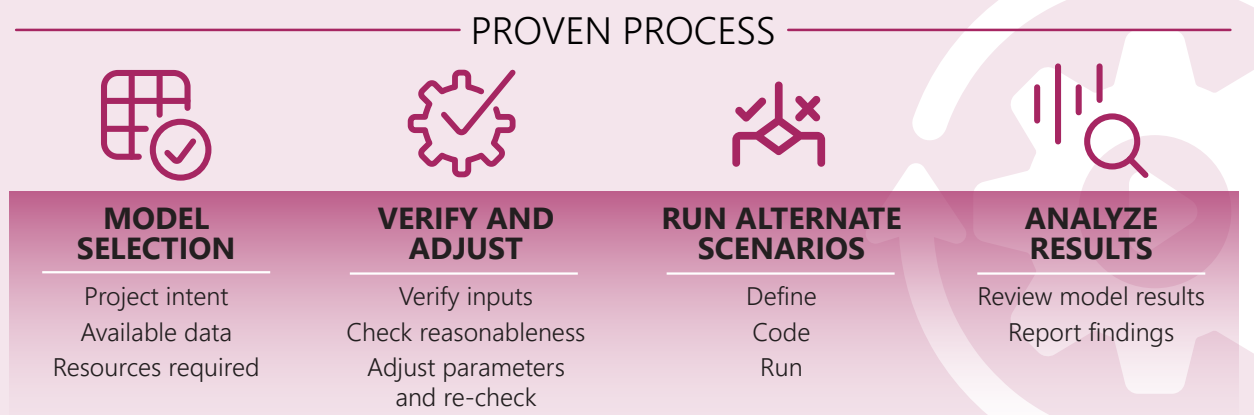 PROVEN PROCESS
MODEL
SELECTION
Project intent
Available data
Resources required
VERIFY AND
ADJUST
Verify inputs
Check reasonableness
Adjust parameters
and re-check
RUN ALTERNATE
SCENARIOS
Define
Code
Run
ANALYZE
RESULTS
Review model results
Report findings